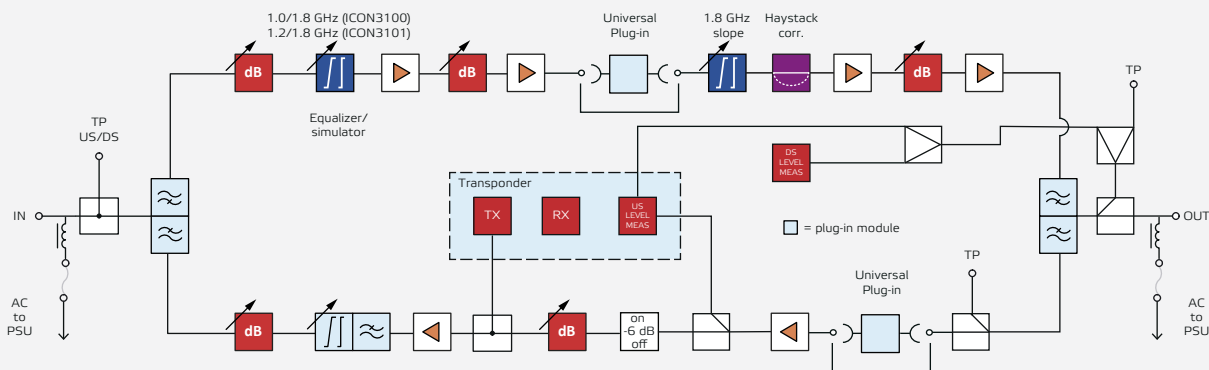 1.0/1.8 GHz (ICON3100)
1.2/1.8 GHz (ICON3101)
Universal
Plug-in
1.8 GHz
slope
Haystack
corr.
dB
dB
dB
TP
Equalizer/
simulator
TP
US/DS
DS
LEVEL
MEAS
Transponder
TX
RX
US
LEVEL
MEAS
IN
OUT
= plug-in module
TP
Universal
Plug-in
AC
to
PSU
dB
dB
on
-6 dB
off
AC
to
PSU